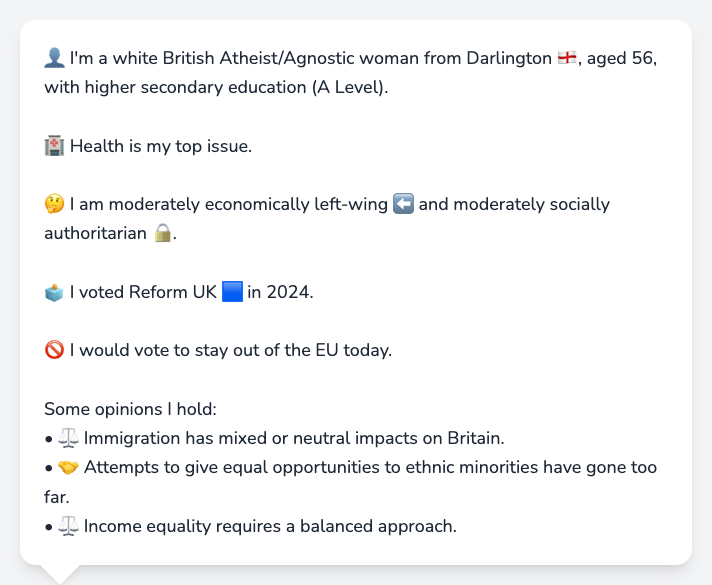 👤 I'm a white British Atheist/Agnostic woman from Darlington 🏴󠁧󠁢󠁥󠁮󠁧󠁿, aged 56,
with higher secondary education (A Level).
🏥 Health is my top issue.
🤔 I am moderately economically left-wing ⬅️ and moderately socially
authoritarian 🔒.
🗳️ I voted Reform UK 🟦 in 2024.
🚫 I would vote to stay out of the EU today.
Some opinions I hold:
• ⚖️ Immigration has mixed or neutral impacts on Britain.
• 🤝 Attempts to give equal opportunities to ethnic minorities have gone too
far.
• ⚖️ Income equality requires a balanced approach.